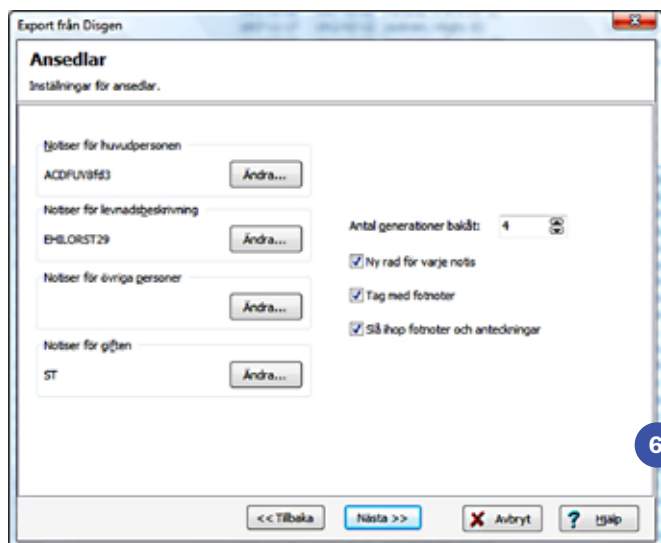 Export från Disgen
Ansedlar
Inställningar för ansedlar.
Notiser för huvudpersonen
ACDFUV8fd3
Ändra...
Notiser för levnadsbeskrivning
EHILORST29
Ändra...
Notiser för övriga personer
Ändra...
Notiser för giften
ST
Ändra...
Antal generationer bakåt: 4
Ny rad för varje notis
Tag med fotnoter
Slå ihop fotnoter och anteckningar
6
<< Tillbaka
Nästa >>
Avbryt
Hjälp